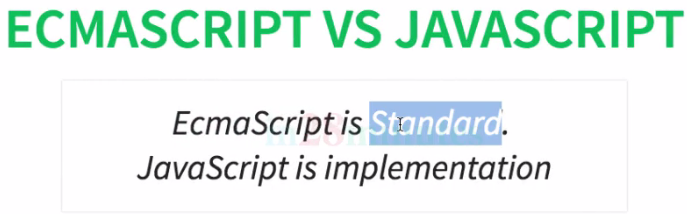 ECMASCRIPT VS JAVASCRIPT
EcmaScript is Standard.
JavaScript is implementation